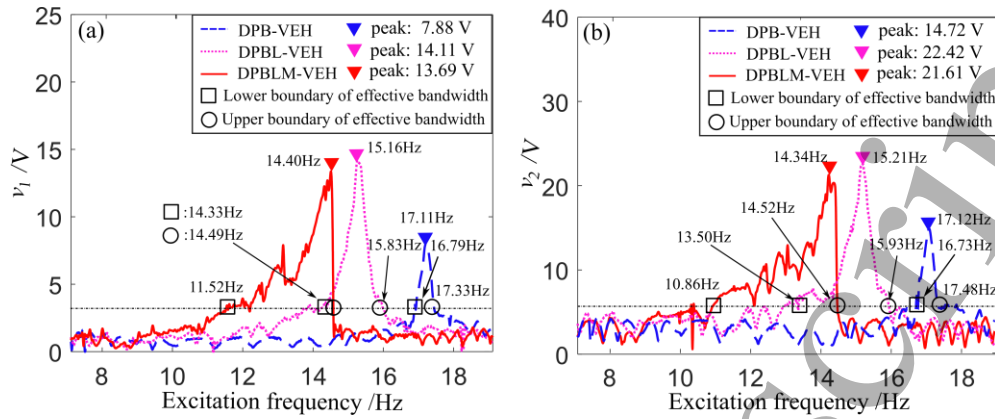 (a)
DPB-VEH peak: 7.88 V
DPBL-VEH peak: 14.11 V
DPBLM-VEH peak: 13.69 V
Lower boundary of effective bandwidth
Upper boundary of effective bandwidth
25
20
15
10
5
0
v1 /V
14.40Hz
15.16Hz
:14.33Hz
:14.49Hz
17.11Hz
15.83Hz
16.79Hz
11.52Hz
17.33Hz
8 10 12 14 16 18
Excitation frequency /Hz
(b)
DPB-VEH peak: 14.72 V
DPBL-VEH peak: 22.42 V
DPBLM-VEH peak: 21.61 V
Lower boundary of effective bandwidth
Upper boundary of effective bandwidth
40
30
20
10
0
v2 /V
14.34Hz
15.21Hz
14.52Hz
17.12Hz
13.50Hz
15.93Hz
16.73Hz
10.86Hz
17.48Hz
8 10 12 14 16 18
Excitation frequency /Hz